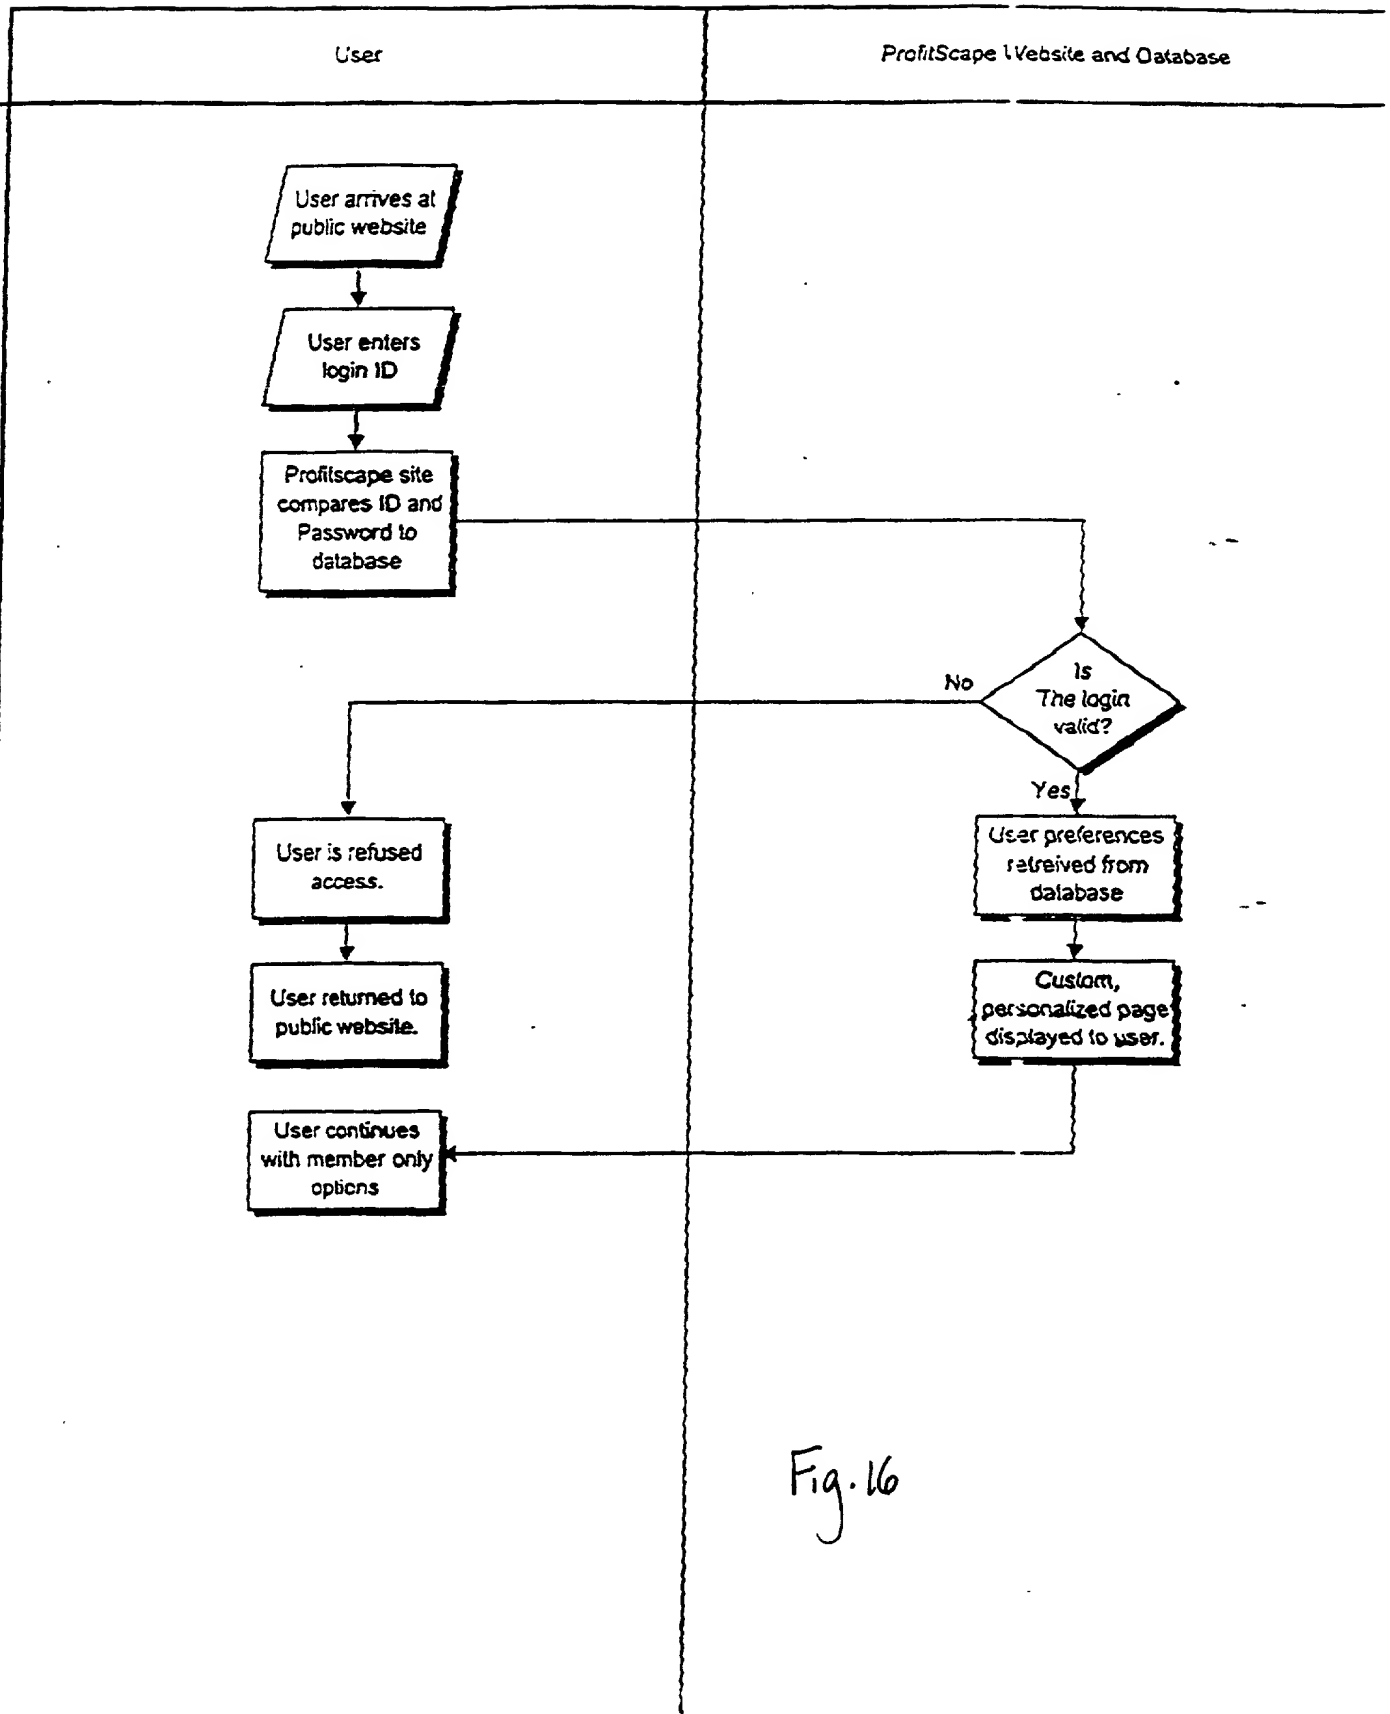 User
ProfitScape Website and Database
User arrives at
public website
User enters
login ID
Profitscape site
compares ID and
Password to
database
Is
The login
valid?
No
Yes
User is refused
access.
User preferences
retreived from
database
User returned to
public website.
Custom,
personalized page
displayed to user.
User continues
with member only
options
Fig. 16